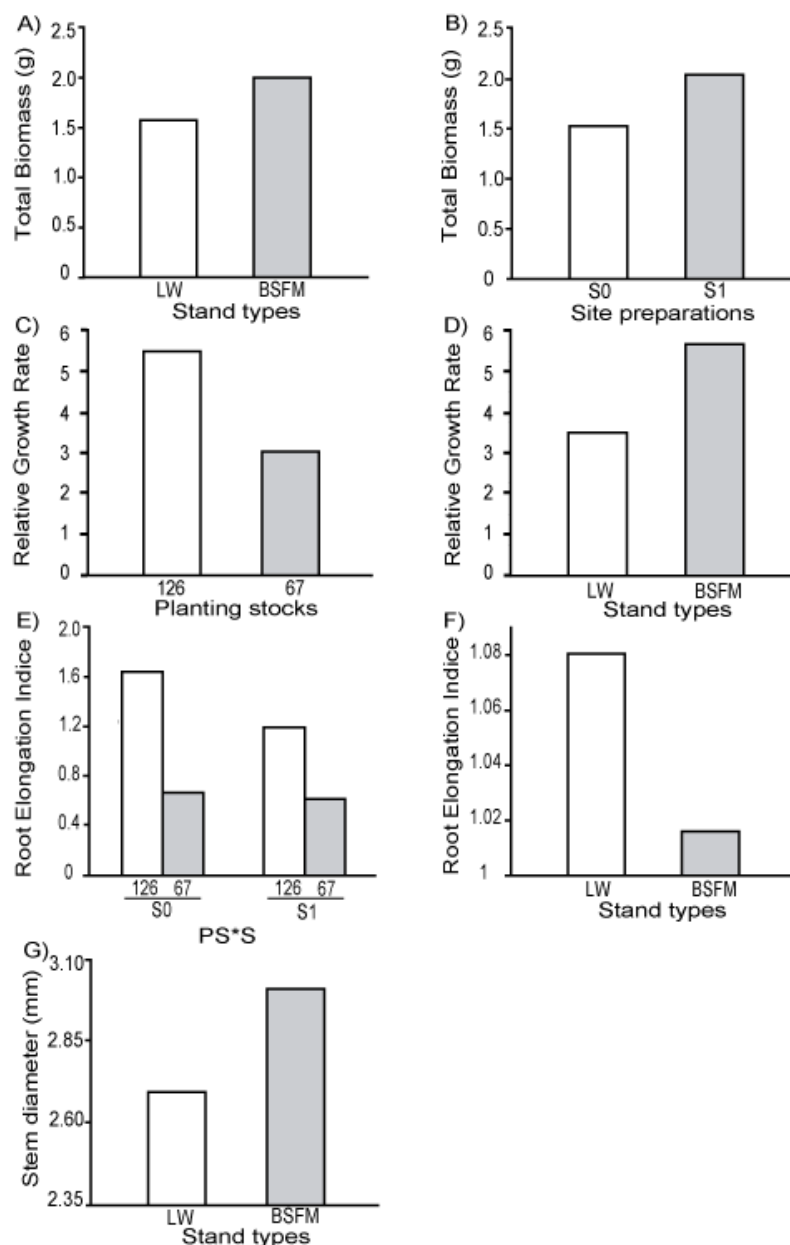 A)
Total Biomass (g)
2.5
2.0
1.5
1.0
0.5
0
LW BSFM
Stand types
B)
Total Biomass (g)
2.5
2.0
1.5
1.0
0.5
0
S0 S1
Site preparations
C)
Relative Growth Rate
6
5
4
3
2
1
0
126 67
Planting stocks
D)
Relative Growth Rate
6
5
4
3
2
1
0
LW BSFM
Stand types
E)
Root Elongation Indice
2.0
1.6
1.2
0.8
0.4
0
126 67 126 67
S0 S1
PS*S
F)
Root Elongation Indice
1.08
1.06
1.04
1.02
1
LW BSFM
Stand types
G)
Stem diameter (mm)
3.10
2.85
2.60
2.35
LW BSFM
Stand types